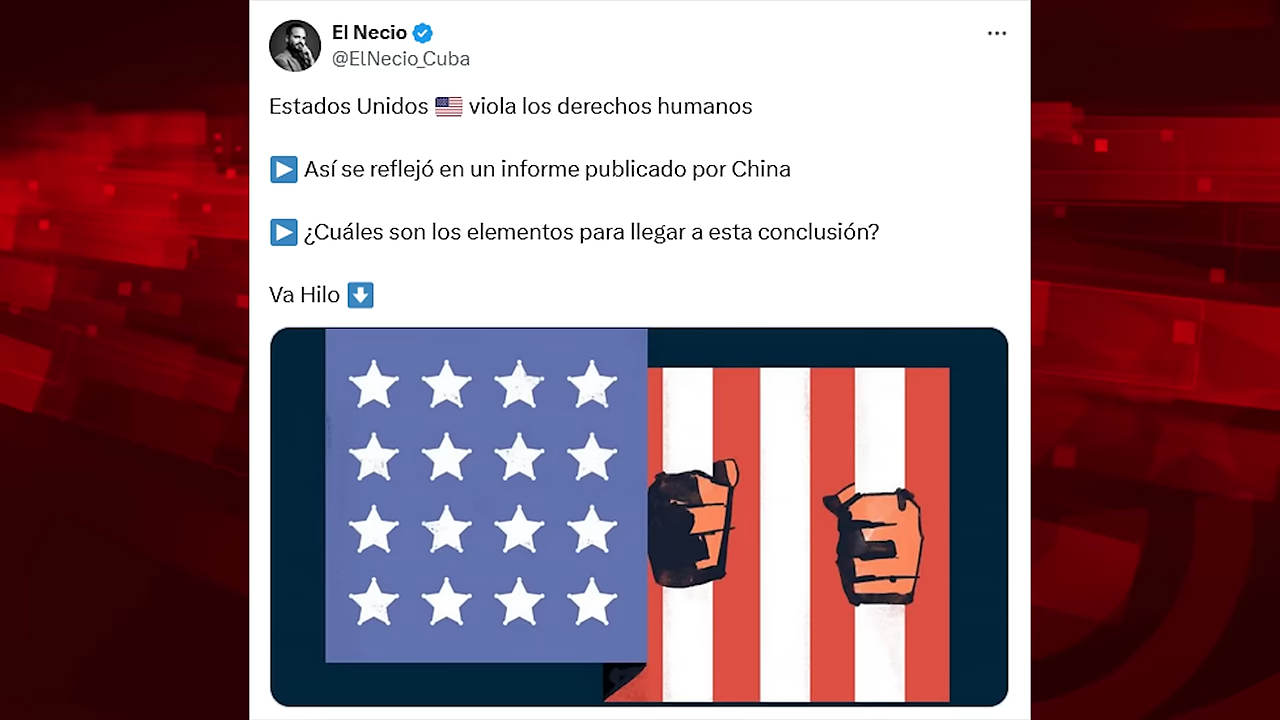 El Necio
@ElNecio_Cuba
Estados Unidos 🇺🇸 viola los derechos humanos
▶️ Así se reflejó en un informe publicado por China
▶️ ¿Cuáles son los elementos para llegar a esta conclusión?
Va Hilo ⬇️